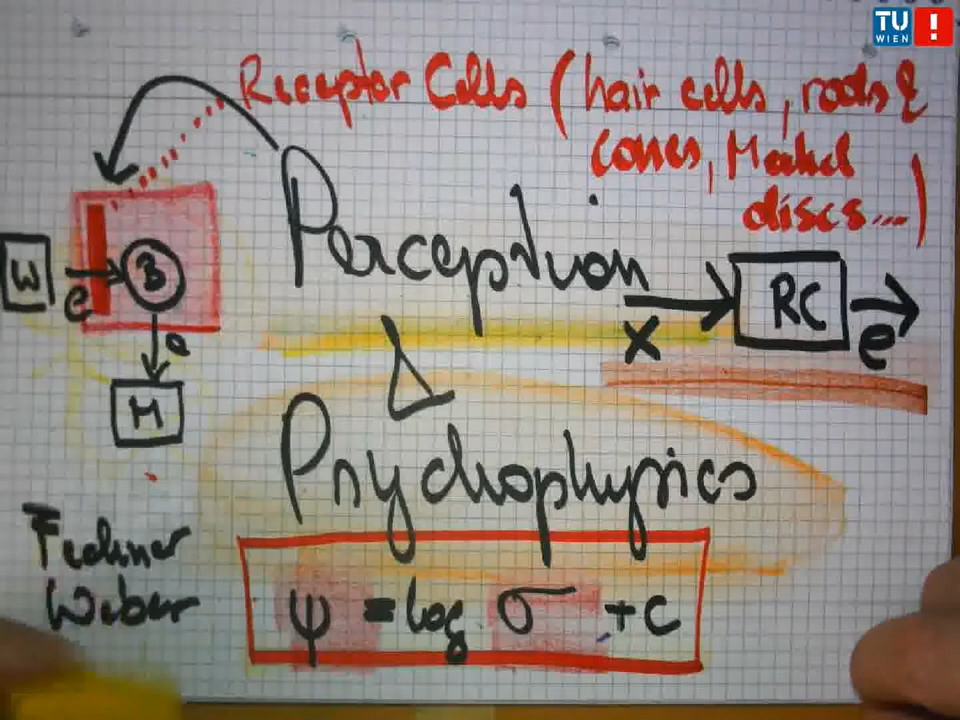 TU
WIEN
!
Receptor Cells (hair cells, rods &
cones, Merkel
discs...)
Perception
W
e
B
a
M
x
RC
e
&
Psychophysics
Fechner
Weber
ψ = log σ + c